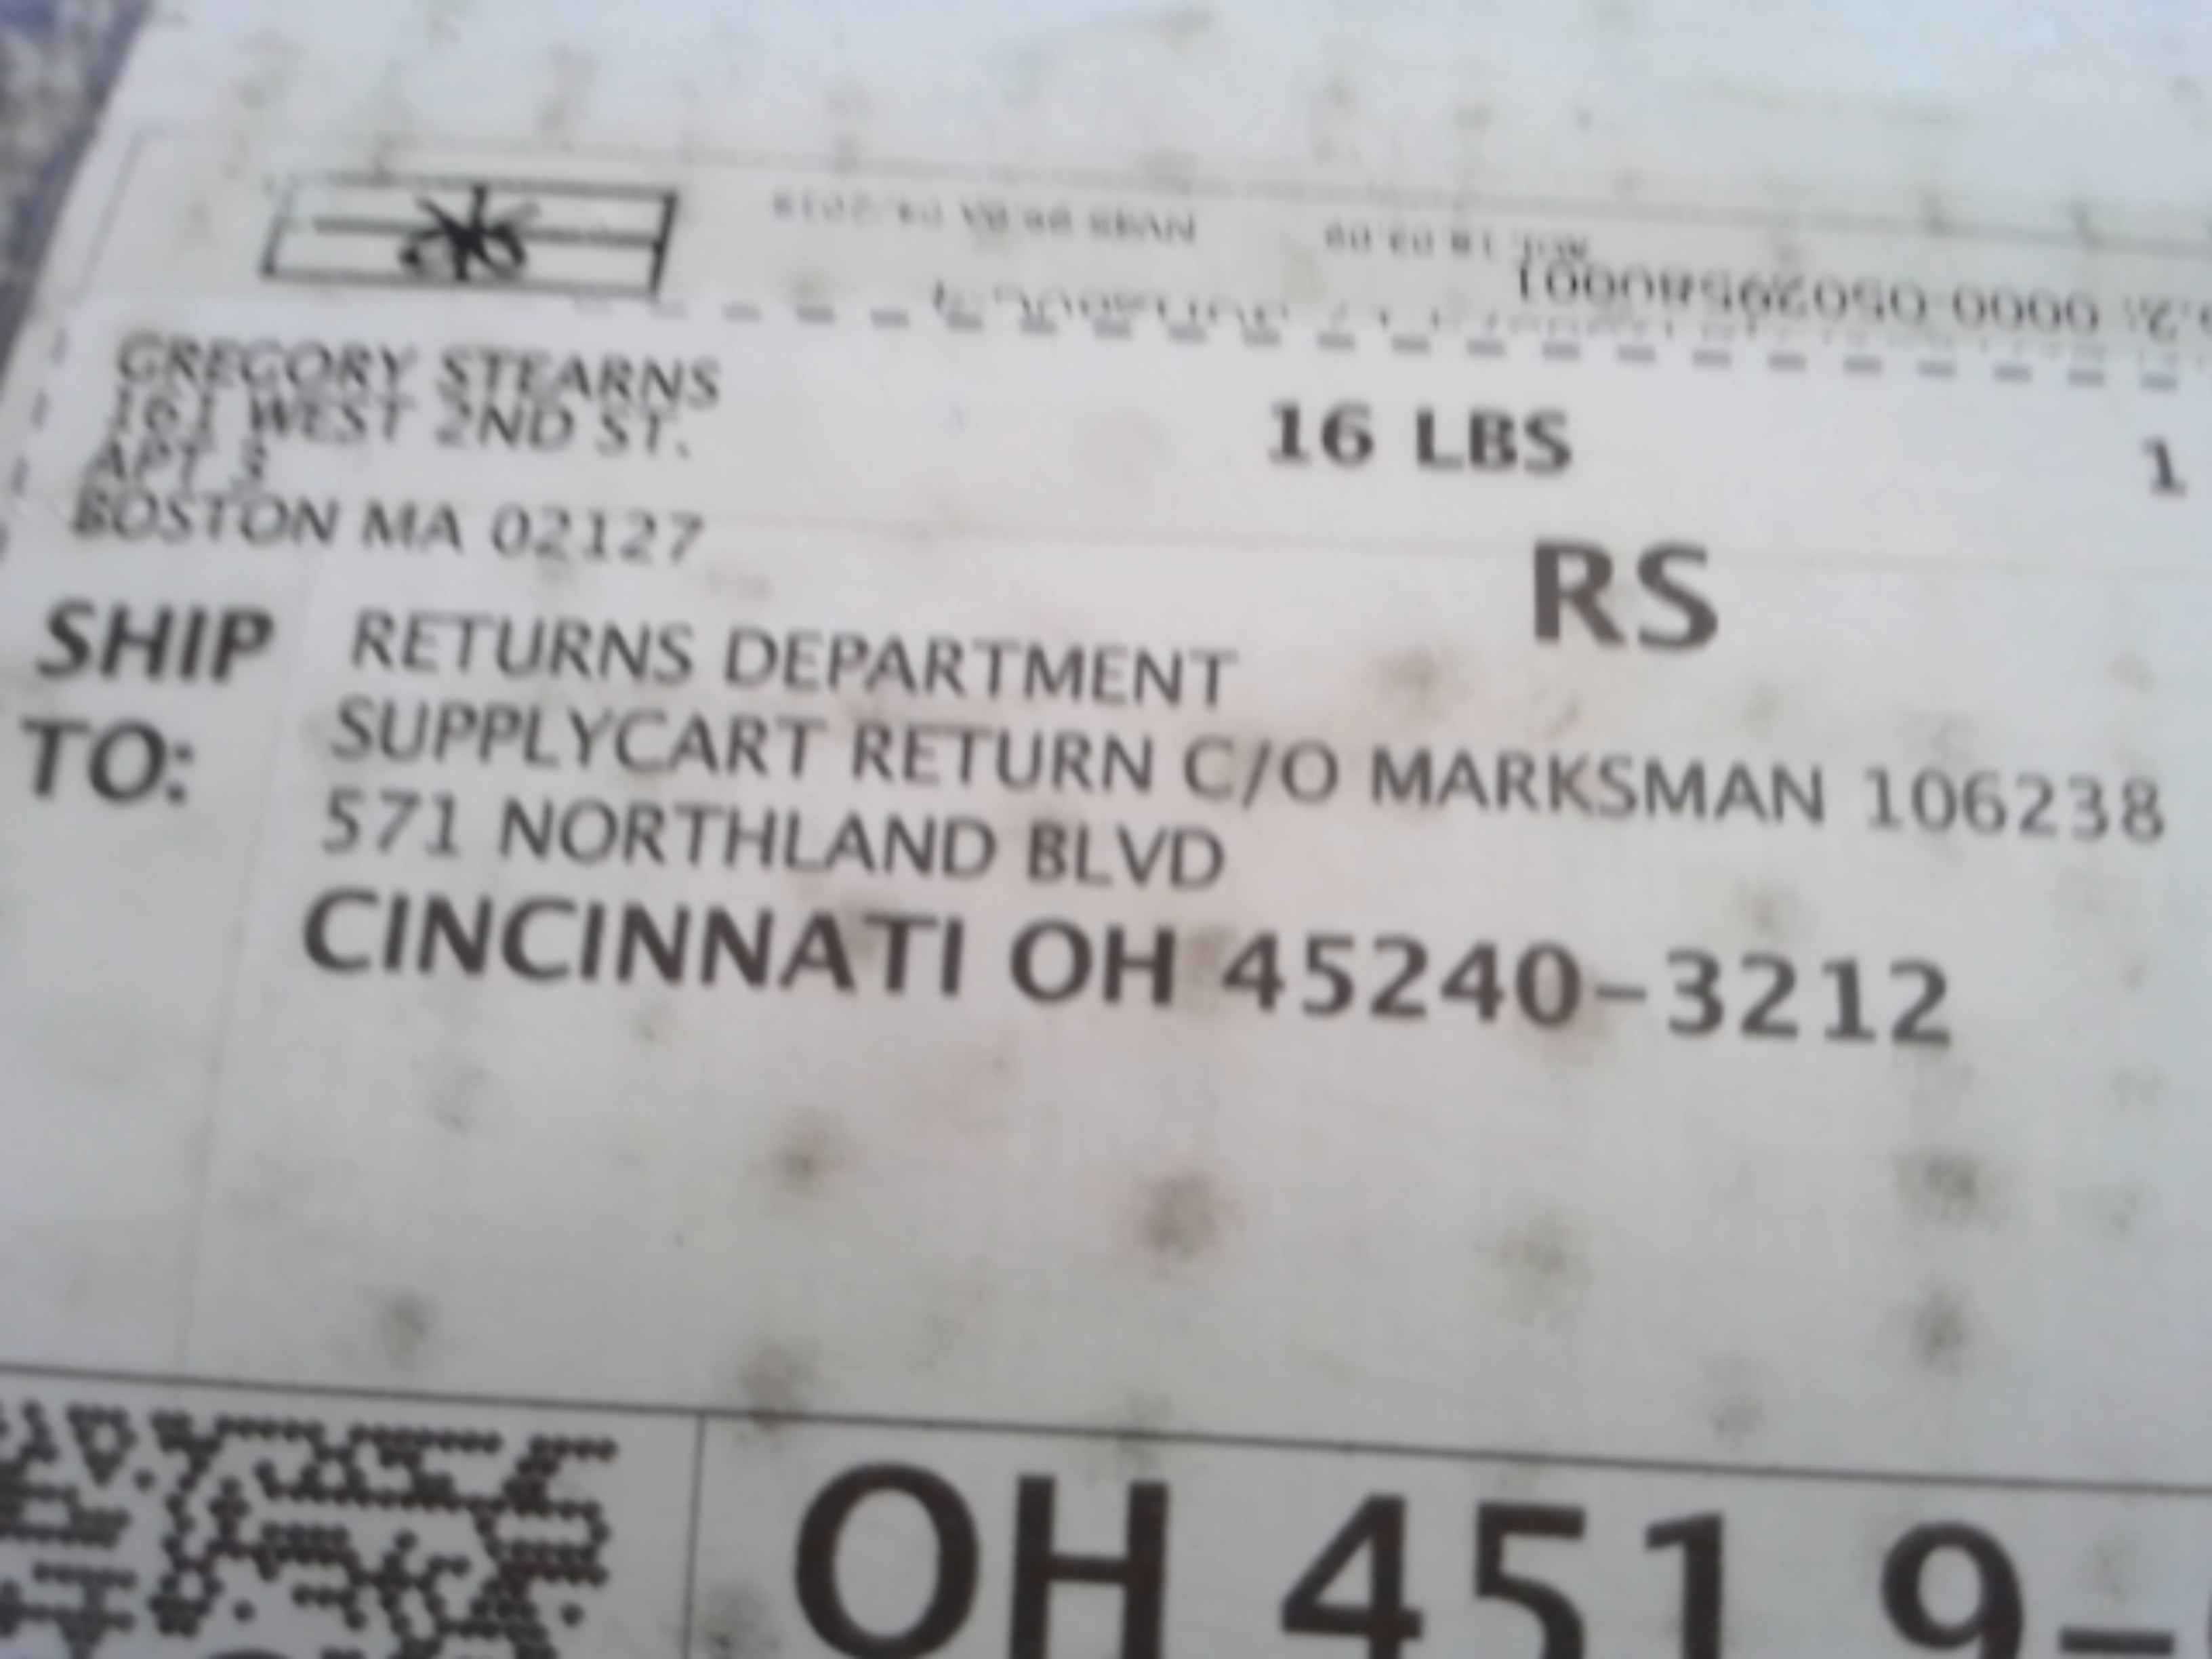 GREGORY STEARNS
161 WEST 2ND ST.
APT 3
BOSTON MA 02127
16 LBS
1
RS
SHIP
TO:
RETURNS DEPARTMENT
SUPPLYCART RETURN C/O MARKSMAN 106238
571 NORTHLAND BLVD
CINCINNATI OH 45240-3212
OH 451 9-